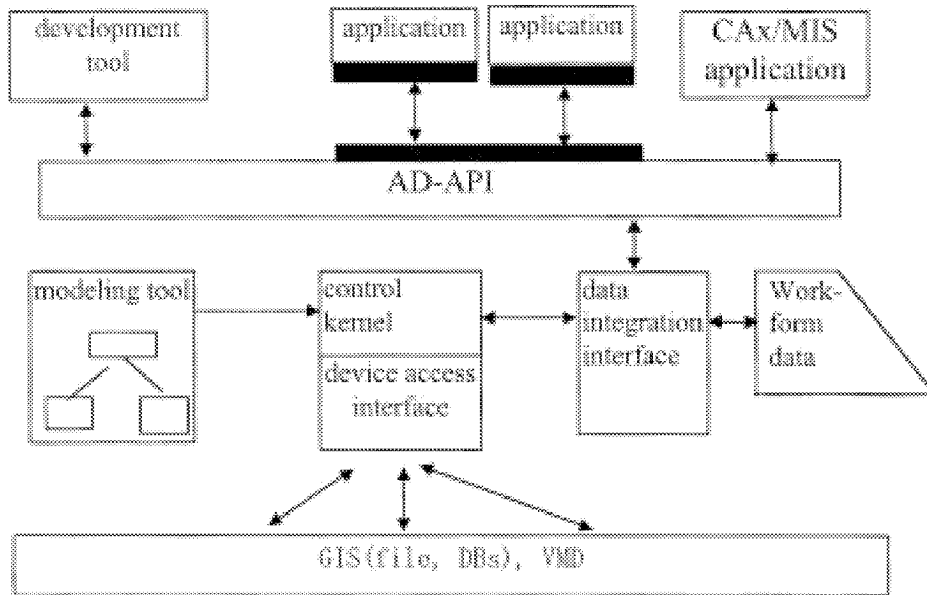 development
tool
application
application
CAx/MIS
application
AD-API
modeling tool
control
kernel
device access
interface
data
integration
interface
Work-
form
data
GIS(file, DBs), VMD